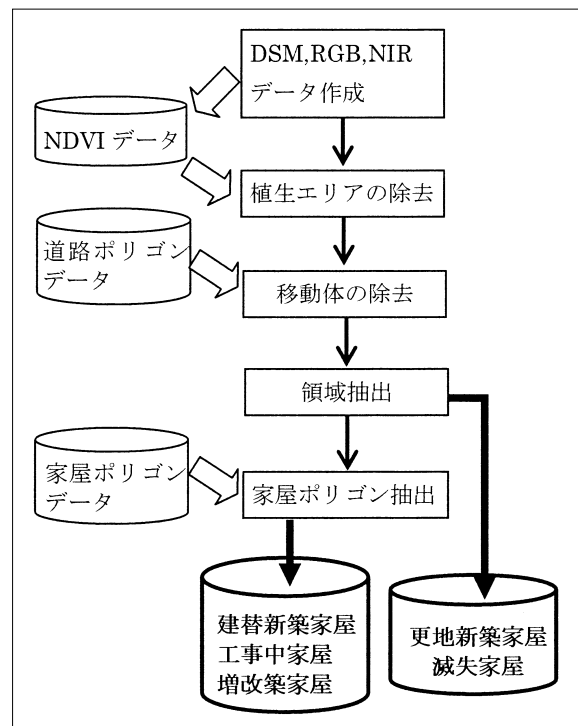 DSM,RGB,NIR
データ作成
NDVI データ
植生エリアの除去
道路ポリゴン
データ
移動体の除去
領域抽出
家屋ポリゴン
データ
家屋ポリゴン抽出
建替新築家屋
工事中家屋
増改築家屋
更地新築家屋
滅失家屋